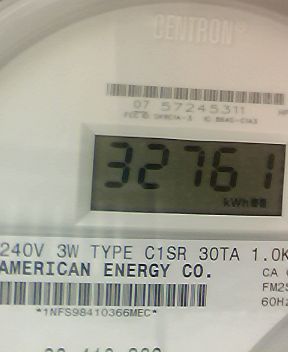 CENTRON®
07 57245311
32761
kWh
240V 3W TYPE C1SR 30TA 1.0K
AMERICAN ENERGY CO.
CA
FM2S
60Hz
*1NFS98410366MEC*